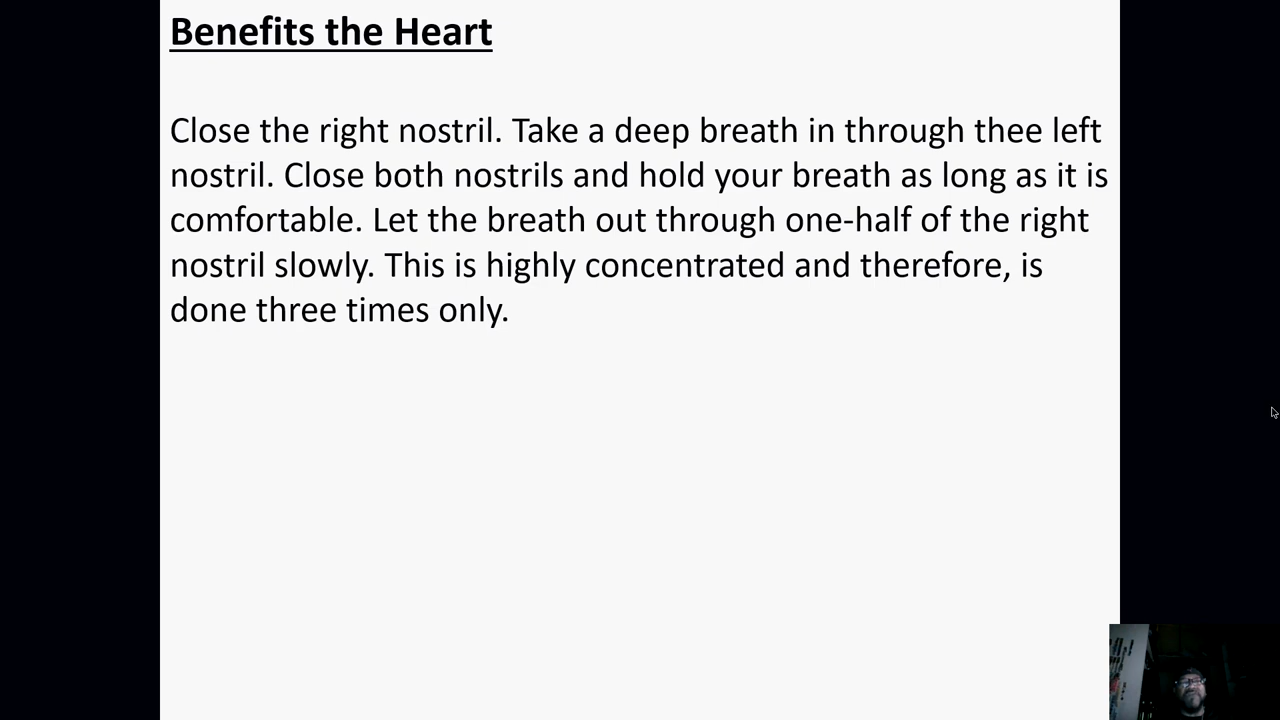 Benefits the Heart
Close the right nostril. Take a deep breath in through thee left
nostril. Close both nostrils and hold your breath as long as it is
comfortable. Let the breath out through one-half of the right
nostril slowly. This is highly concentrated and therefore, is
done three times only.